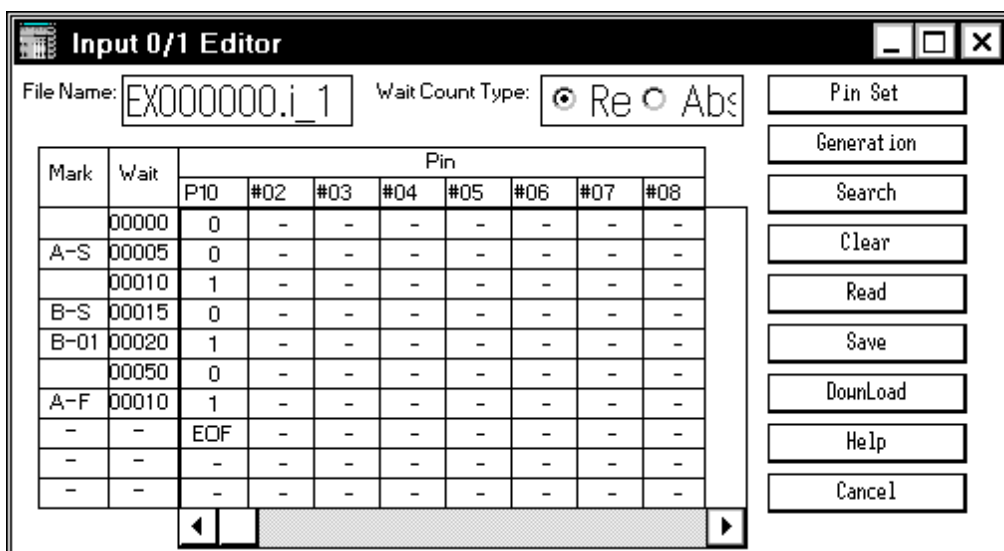 Input 0/1 Editor
File Name: EX000000.i_1 Wait Count Type: Re Abs
Pin Set
Generation
Search
Clear
Read
Save
DownLoad
Help
Cancel
Mark Wait Pin
P10 #02 #03 #04 #05 #06 #07 #08
00000 0 - - - - - - -
A-S 00005 0 - - - - - - -
00010 1 - - - - - - -
B-S 00015 0 - - - - - - -
B-01 00020 1 - - - - - - -
00050 0 - - - - - - -
A-F 00010 1 - - - - - - -
- - EOF - - - - - - -
- - - - - - - - - -
- - - - - - - - - -